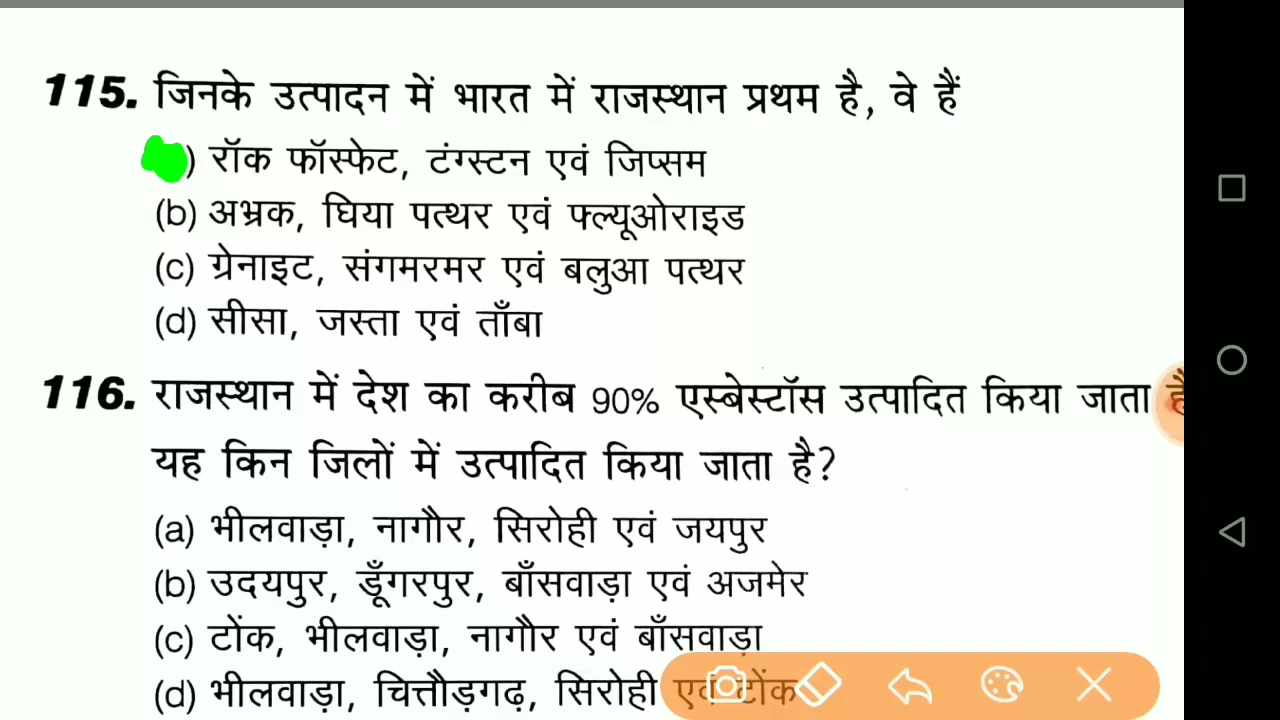 115. जिनके उत्पादन में भारत में राजस्थान प्रथम है, वे हैं
) रॉक फॉस्फेट, टंग्स्टन एवं जिप्सम
(b) अभ्रक, घिया पत्थर एवं फ्ल्यूओराइड
(c) ग्रेनाइट, संगमरमर एवं बलुआ पत्थर
(d) सीसा, जस्ता एवं ताँबा
116. राजस्थान में देश का करीब 90% एस्बेस्टॉस उत्पादित किया जाता है
यह किन जिलों में उत्पादित किया जाता है?
(a) भीलवाड़ा, नागौर, सिरोही एवं जयपुर
(b) उदयपुर, डूँगरपुर, बाँसवाड़ा एवं अजमेर
(c) टोंक, भीलवाड़ा, नागौर एवं बाँसवाड़ा
(d) भीलवाड़ा, चित्तौड़गढ़, सिरोही एवं टोंक